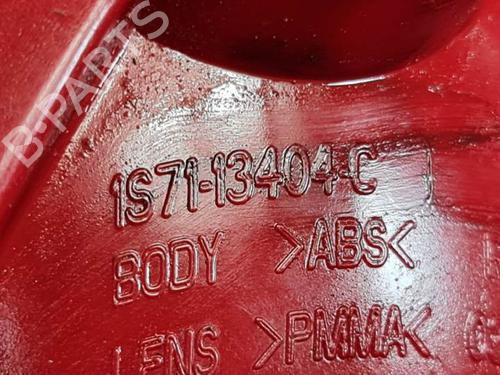 B-PARTS
1S71-13404-C
BODY >ABS<
LENS >PMMA<